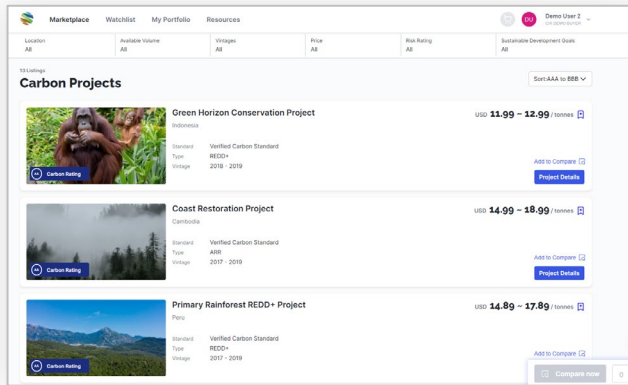 Marketplace Watchlist My Portfolio Resources DU Demo User 2
Location Available Volume Vintages Price Risk Rating Sustainable Development Goals
All All All All All All
Carbon Projects Sort:AAA to BBB
Green Horizon Conservation Project USD 11.99 ~ 12.99 / tonnes
Indonesia
Standard Verified Carbon Standard
Type REDD+ Add to Compare
Vintage 2018 - 2019
Carbon Rating Project Details
Coast Restoration Project USD 14.99 ~ 18.99 / tonnes
Cambodia
Standard Verified Carbon Standard
Type ARR Add to Compare
Vintage 2017 - 2019
Carbon Rating Project Details
Primary Rainforest REDD+ Project USD 14.89 ~ 17.89 / tonnes
Peru
Standard Verified Carbon Standard
Type REDD+ Add to Compare
Vintage 2017 - 2019
Carbon Rating Compare now 0